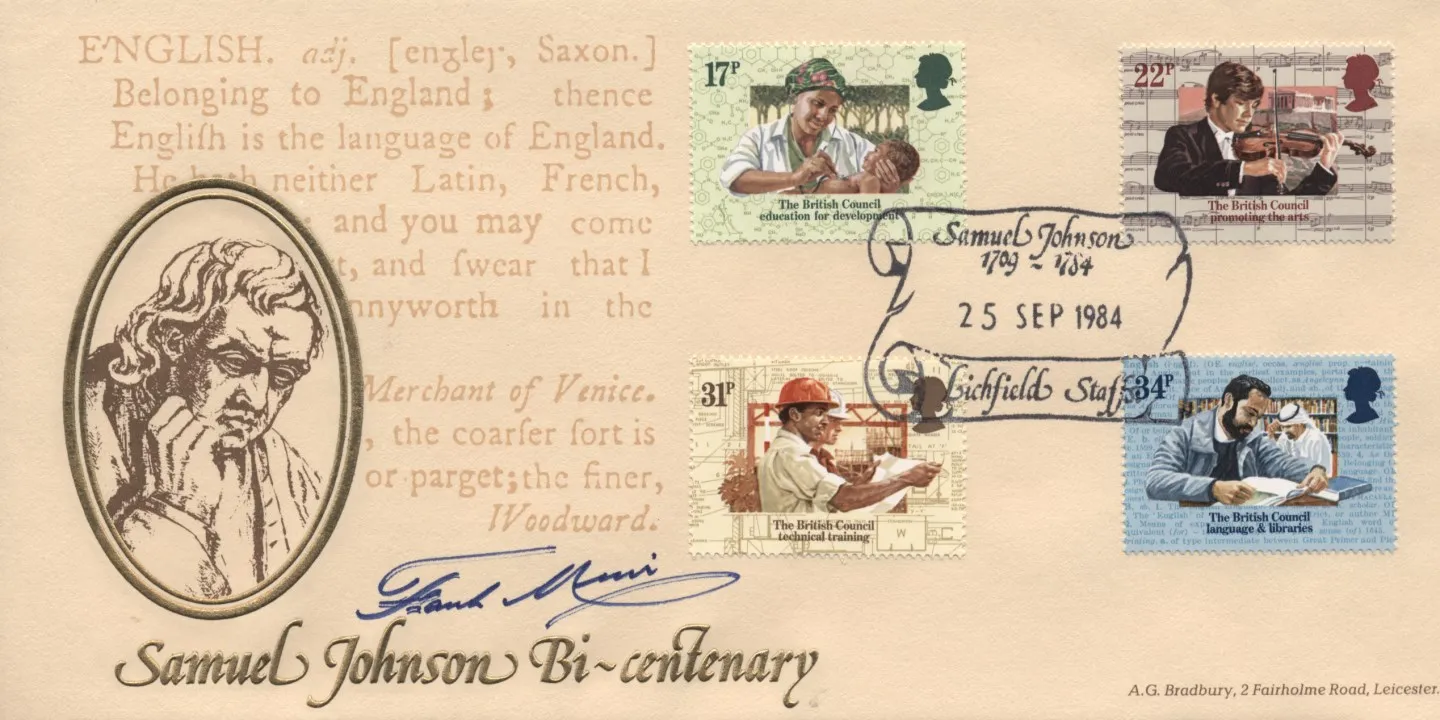 ENGLISH. adj. [engleſ, Saxon.]
Belonging to England; thence
Engliſh is the language of England.
He hath neither Latin, French,
and you may come
t, and ſwear that I
nnyworth in the
Merchant of Venice.
, the coarſer ſort is
or parget; the finer,
Woodward.
Frank Muir
Samuel Johnson Bi~centenary
17P
The British Council
education for development
22P
The British Council
promoting the arts
Samuel Johnson
1709 ~ 1784
25 SEP 1984
Lichfield Staffs
31P
The British Council
technical training
34P
The British Council
language & libraries
A.G. Bradbury, 2 Fairholme Road, Leicester.